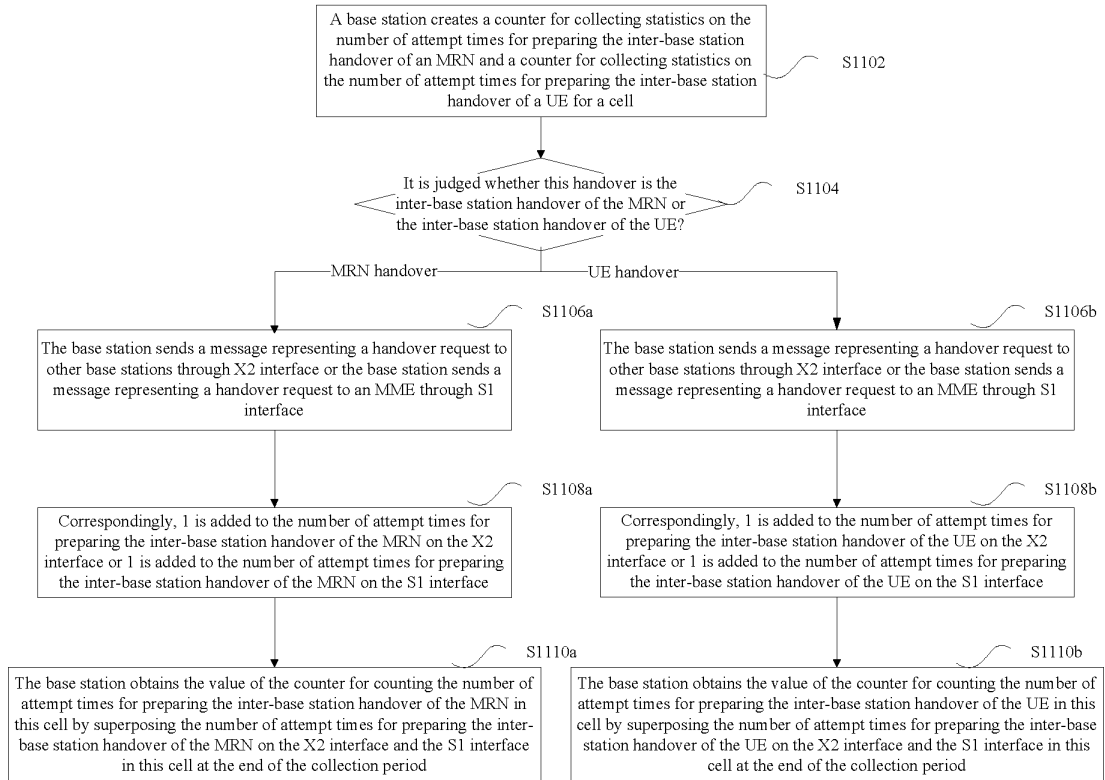 A base station creates a counter for collecting statistics on
the number of attempt times for preparing the inter-base station
handover of an MRN and a counter for collecting statistics on
the number of attempt times for preparing the inter-base station
handover of a UE for a cell
S1102
It is judged whether this handover is the
inter-base station handover of the MRN or
the inter-base station handover of the UE?
S1104
MRN handover
UE handover
S1106a
The base station sends a message representing a handover request to
other base stations through X2 interface or the base station sends a
message representing a handover request to an MME through S1
interface
S1106b
The base station sends a message representing a handover request to
other base stations through X2 interface or the base station sends a
message representing a handover request to an MME through S1
interface
S1108a
Correspondingly, 1 is added to the number of attempt times for
preparing the inter-base station handover of the MRN on the X2
interface or 1 is added to the number of attempt times for preparing
the inter-base station handover of the MRN on the S1 interface
S1108b
Correspondingly, 1 is added to the number of attempt times for
preparing the inter-base station handover of the UE on the X2
interface or 1 is added to the number of attempt times for preparing
the inter-base station handover of the UE on the S1 interface
S1110a
The base station obtains the value of the counter for counting the number of
attempt times for preparing the inter-base station handover of the MRN in
this cell by superposing the number of attempt times for preparing the inter-
base station handover of the MRN on the X2 interface and the S1 interface
in this cell at the end of the collection period
S1110b
The base station obtains the value of the counter for counting the number of
attempt times for preparing the inter-base station handover of the UE in this
cell by superposing the number of attempt times for preparing the inter-base
station handover of the UE on the X2 interface and the S1 interface in this
cell at the end of the collection period